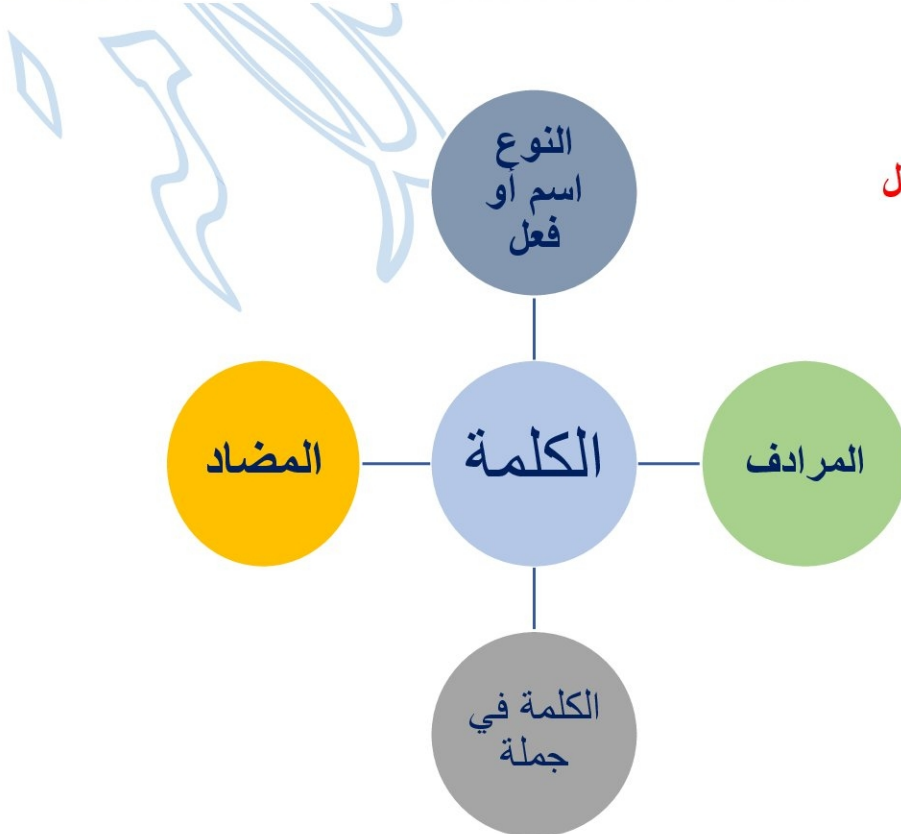 النوع
اسم أو
فعل
المرادف
الكلمة
المضاد
الكلمة في
جملة